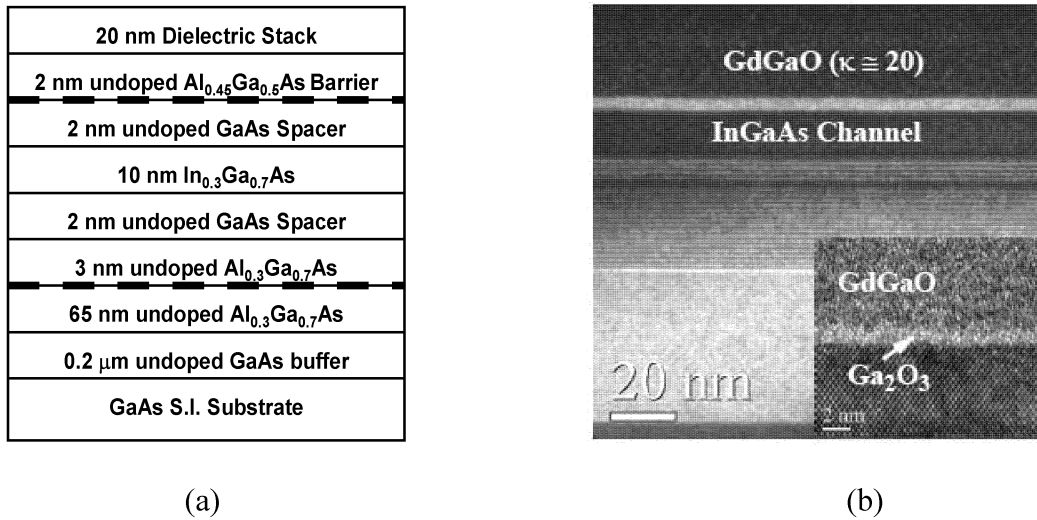 20 nm Dielectric Stack
2 nm undoped Al0.45Ga0.5As Barrier
2 nm undoped GaAs Spacer
10 nm In0.3Ga0.7As
2 nm undoped GaAs Spacer
3 nm undoped Al0.3Ga0.7As
65 nm undoped Al0.3Ga0.7As
0.2 μm undoped GaAs buffer
GaAs S.I. Substrate
(a)
GdGaO (κ ≅ 20)
InGaAs Channel
20 nm
GdGaO
Ga2O3
2 nm
(b)